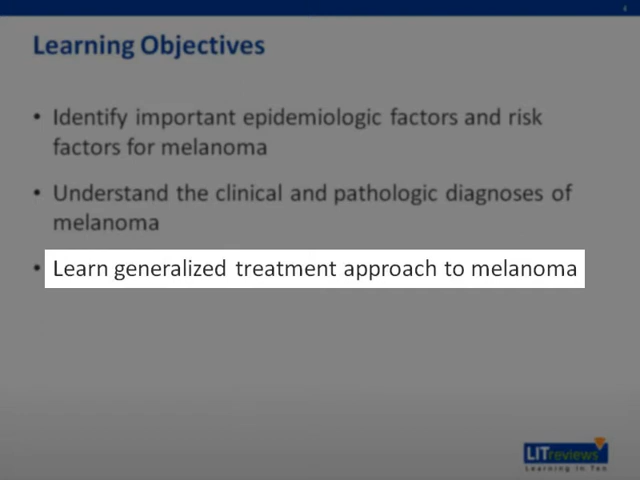 4
Learning Objectives
• Identify important epidemiologic factors and risk
factors for melanoma
• Understand the clinical and pathologic diagnoses of
melanoma
• Learn generalized treatment approach to melanoma
LITreviews
Learning in Ten